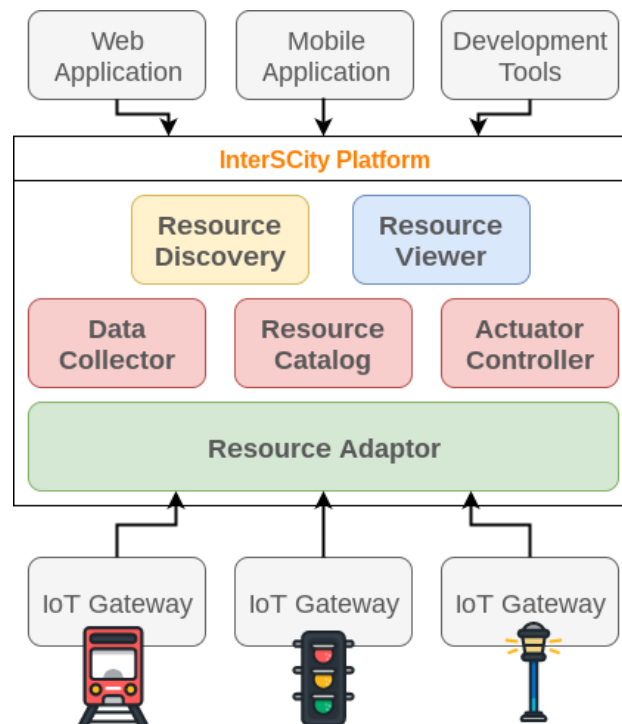 Web
Application
Mobile
Application
Development
Tools
InterSCity Platform
Resource
Discovery
Resource
Viewer
Data
Collector
Resource
Catalog
Actuator
Controller
Resource Adaptor
IoT Gateway
IoT Gateway
IoT Gateway